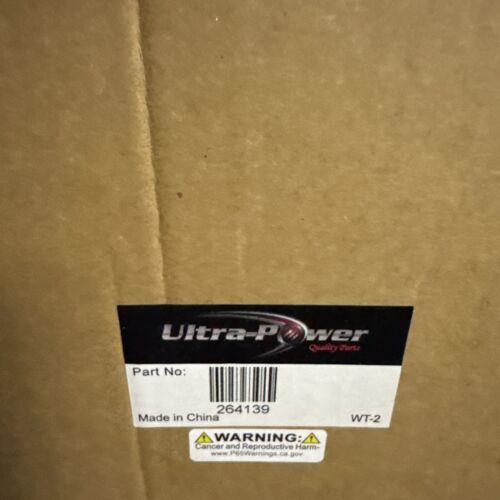 Ultra-Power
Quality Parts
Part No:
264139
Made in China
WT-2
WARNING:
Cancer and Reproductive Harm-
www.P65Warnings.ca.gov